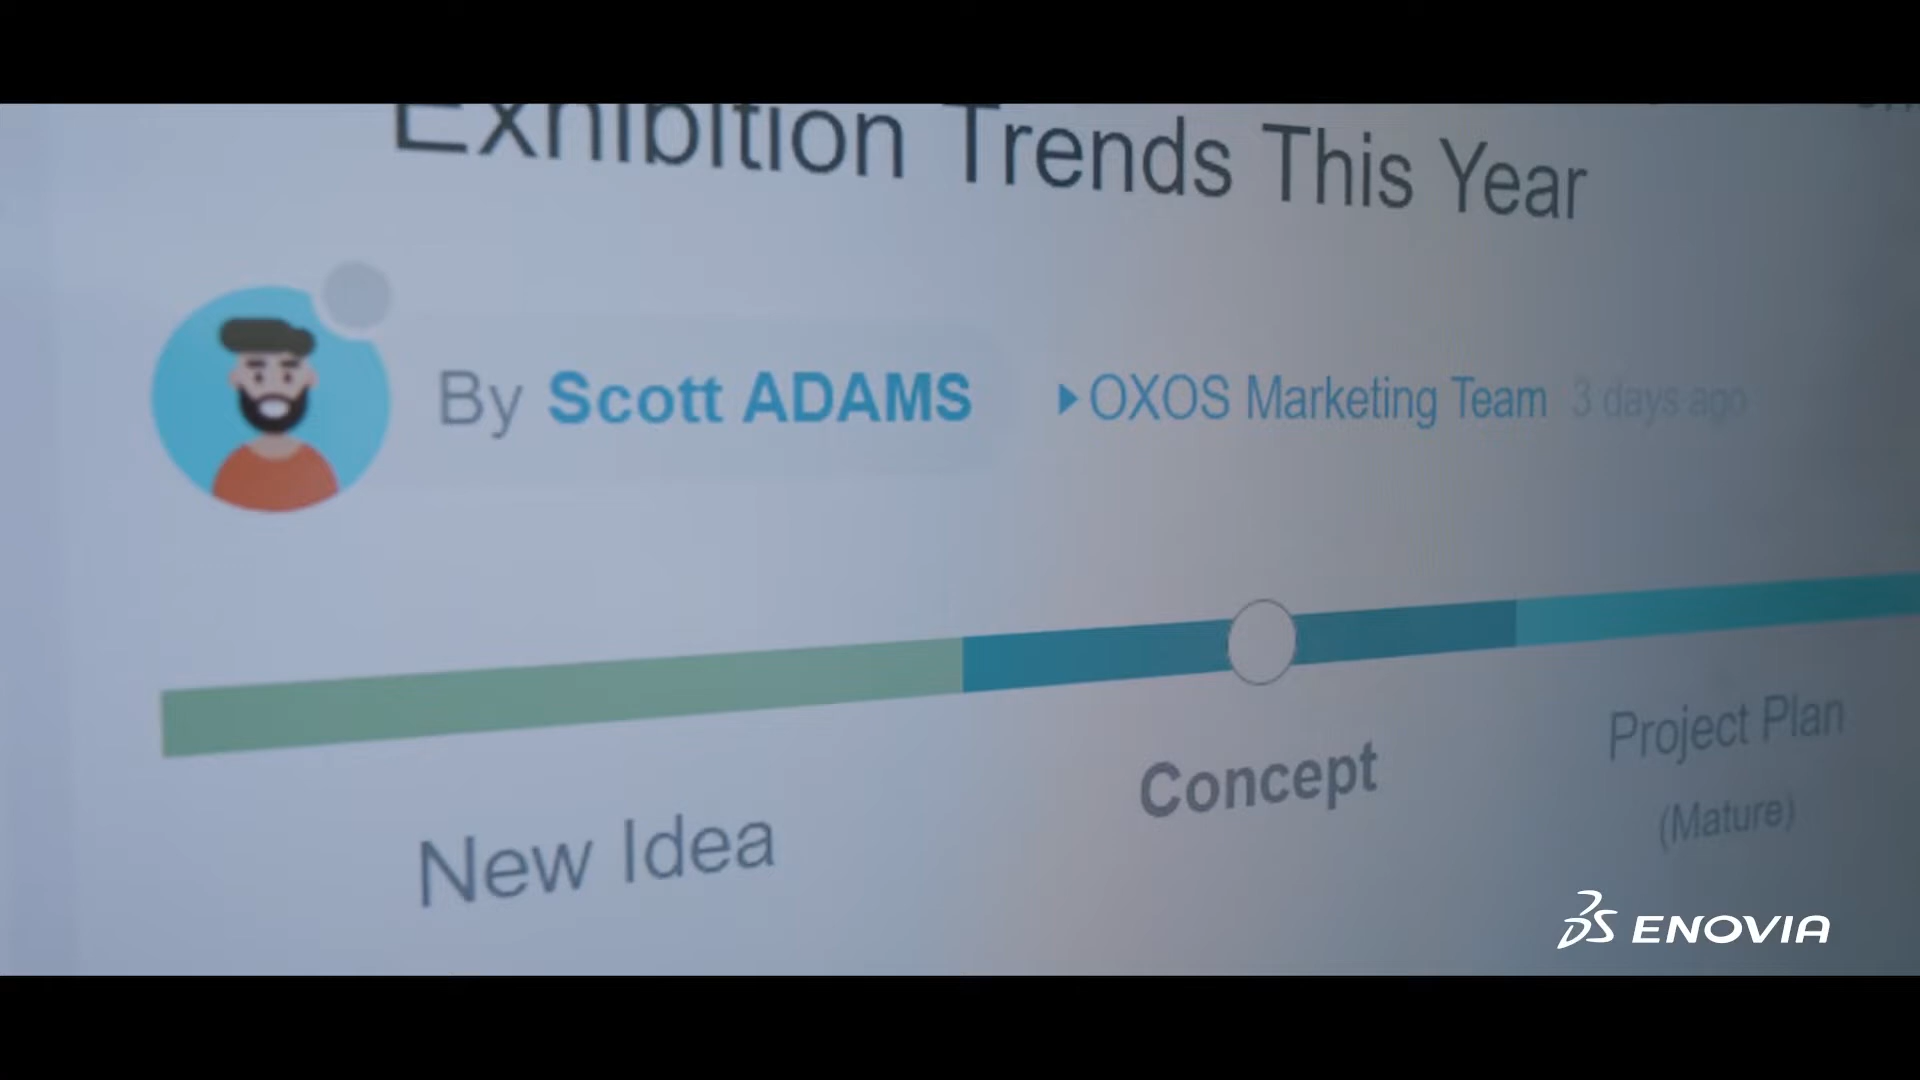 Exhibition Trends This Year
By Scott ADAMS
OXOS Marketing Team 3 days ago
New Idea
Concept
Project Plan
(Mature)
3DS ENOVIA